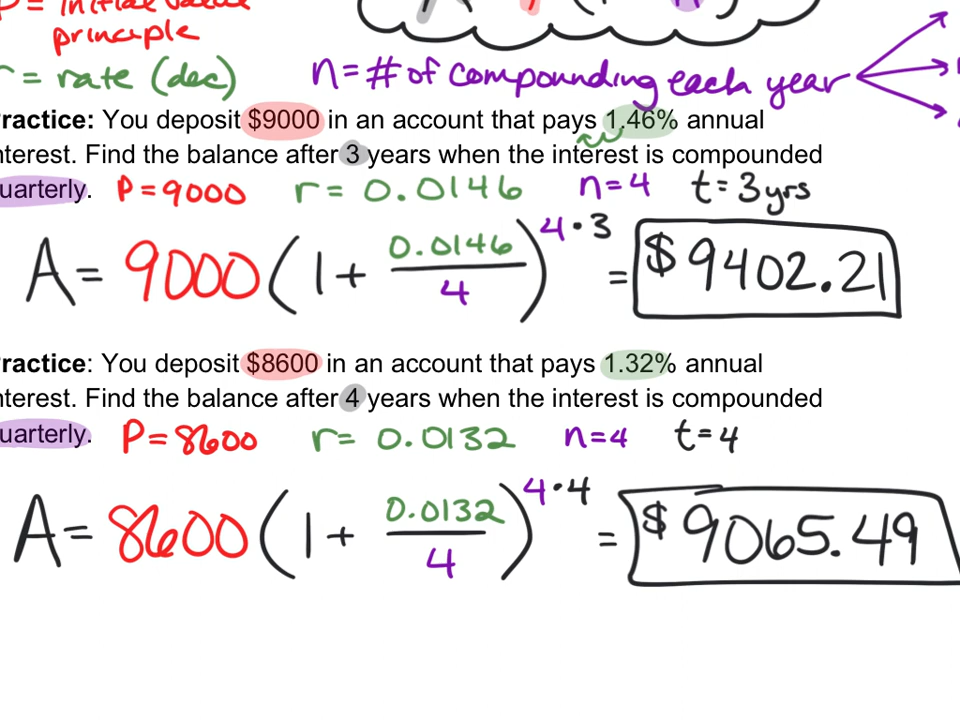 P = initial value
principle
r = rate (dec) n = # of compounding each year
ractice: You deposit $9000 in an account that pays 1.46% annual
nterest. Find the balance after 3 years when the interest is compounded
uarterly. P = 9000 r = 0.0146 n=4 t=3yrs
A = 9000 (1 + 0.0146/4)^4•3 = $9402.21
ractice: You deposit $8600 in an account that pays 1.32% annual
nterest. Find the balance after 4 years when the interest is compounded
uarterly. P = 8600 r = 0.0132 n=4 t=4
A = 8600 (1 + 0.0132/4)^4•4 = $9065.49